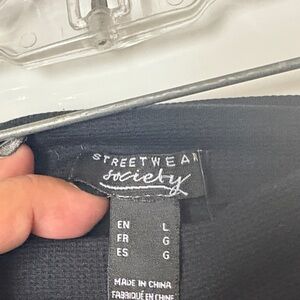 STREETWEAR
society
EN L
FR G
ES G
MADE IN CHINA
FABRIQUÉ EN CHINE